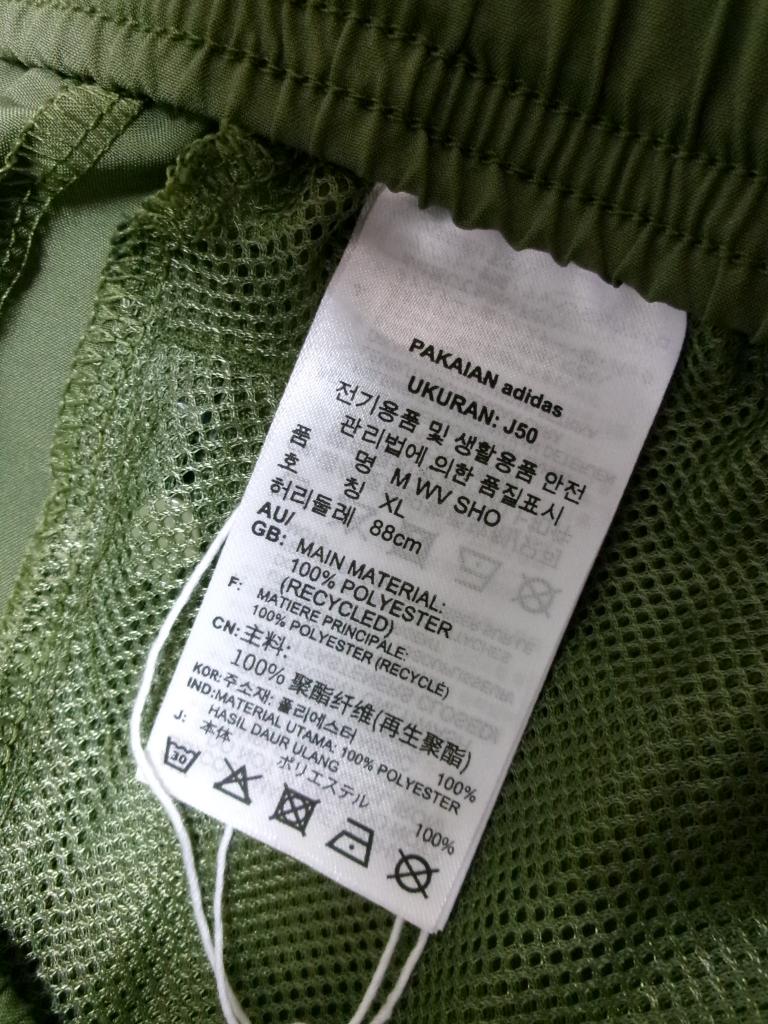 PAKAIAN adidas
UKURAN: J50
전기용품 및 생활용품 안전
관리법에 의한 품질표시
품 명 M WV SHO
호 칭 XL
허리둘레 88cm
AU/
GB: MAIN MATERIAL:
100% POLYESTER
(RECYCLED)
F: MATIERE PRINCIPALE:
100% POLYESTER (RECYCLÉ)
CN: 主料:
100% 聚酯纤维(再生聚酯)
KOR: 주소재: 폴리에스터 100%
IND: MATERIAL UTAMA: 100% POLYESTER
HASIL DAUR ULANG
J: 本体
ポリエステル 100%
30